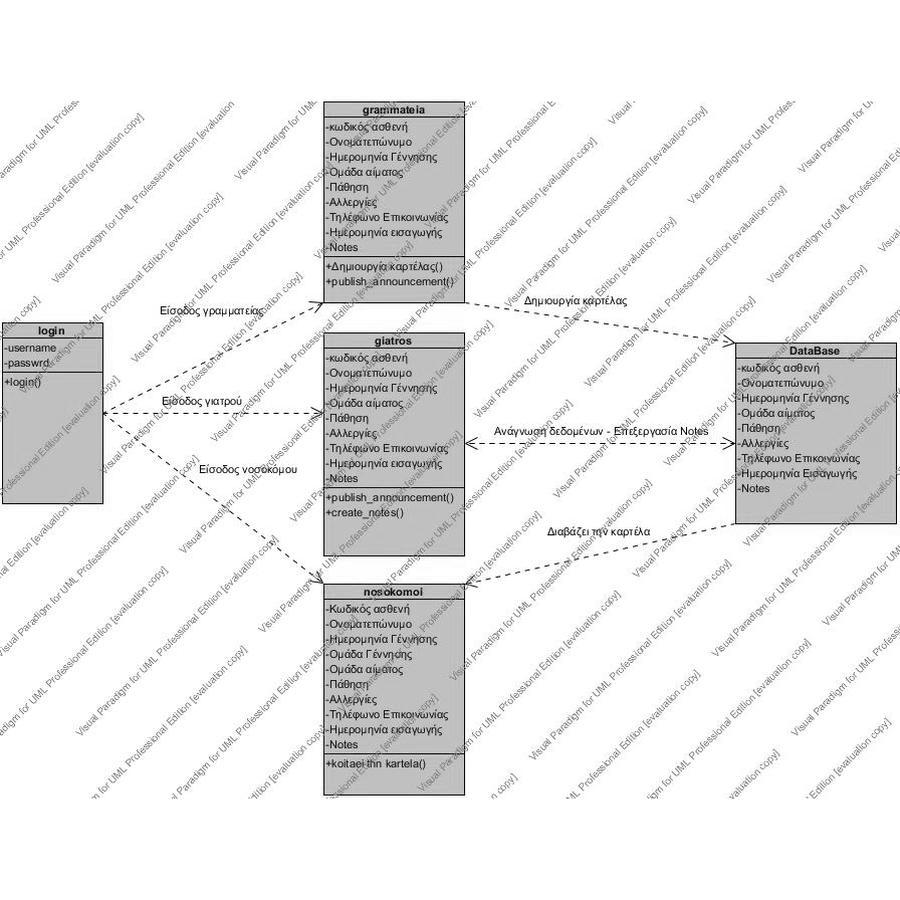 grammateia
-κωδικός ασθενή
-Ονοματεπώνυμο
-Ημερομηνία Γέννησης
-Ομάδα αίματος
-Πάθηση
-Αλλεργίες
-Τηλέφωνο Επικοινωνίας
-Ημερομηνία εισαγωγής
-Notes
+Δημιουργία καρτέλας()
+publish_announcement()
Είσοδος γραμματείας
Δημιουργία καρτέλας
login
-username
-passwrd
+login()
giatros
-κωδικός ασθενή
-Ονοματεπώνυμο
-Ημερομηνία Γέννησης
-Ομάδα αίματος
-Πάθηση
-Αλλεργίες
-Τηλέφωνο Επικοινωνίας
-Ημερομηνία εισαγωγής
-Notes
+publish_announcement()
+create_notes()
Είσοδος γιατρού
Ανάγνωση δεδομένων - Επεξεργασία Notes
DataBase
-κωδικός ασθενή
-Ονοματεπώνυμο
-Ημερομηνία Γέννησης
-Ομάδα αίματος
-Πάθηση
-Αλλεργίες
-Τηλέφωνο Επικοινωνίας
-Ημερομηνία Εισαγωγής
-Notes
Είσοδος νοσοκομου
Διαβάζει την καρτέλα
nosokomoi
-Κωδικός ασθενή
-Ονοματεπώνυμο
-Ημερομηνία Γέννησης
-Ομάδα Γέννησης
-Ομάδα αίματος
-Πάθηση
-Αλλεργίες
-Τηλέφωνο Επικοινωνίας
-Ημερομηνία εισαγωγής
-Notes
+koitaei thn kartela()
Visual Paradigm for UML Professional Edition [evaluation copy]